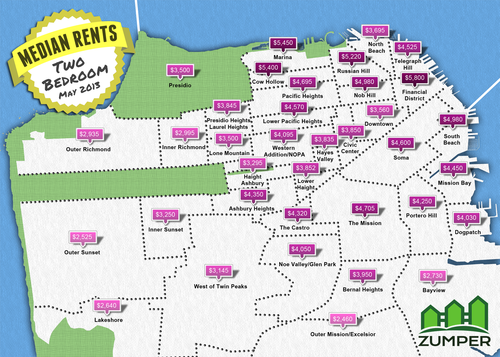 MEDIAN RENTS
TWO
BEDROOM
MAY 2013
$3,695
North
Beach
$5,450
Marina
$4,525
Telegraph
Hill
$5,220
Russian Hill
$5,400
Cow Hollow
$3,500
Presidio
$4,695
Pacific Heights
$4,980
Nob Hill
$5,800
Financial
District
$3,845
Presidio Heights
Laurel Heights
$4,570
Lower Pacific Heights
$3,560
Downtown
$4,980
South
Beach
$2,935
Outer Richmond
$2,995
Inner Richmond
$3,500
Lone Mountain
$4,095
Western
Addition/NOPA
$3,835
Hayes
Valley
$3,850
Civic
Center
$4,600
Soma
$3,295
Haight
Ashbury
$3,852
Lower
Haight
$4,450
Mission Bay
$4,350
Ashbury Heights
$3,250
Inner Sunset
$4,320
The Castro
$4,705
The Mission
$4,250
Portero Hill
$4,030
Dogpatch
$2,525
Outer Sunset
$4,050
Noe Valley/Glen Park
$3,145
West of Twin Peaks
$3,950
Bernal Heights
$2,730
Bayview
$2,640
Lakeshore
$2,460
Outer Mission/Excelsior
ZUMPER